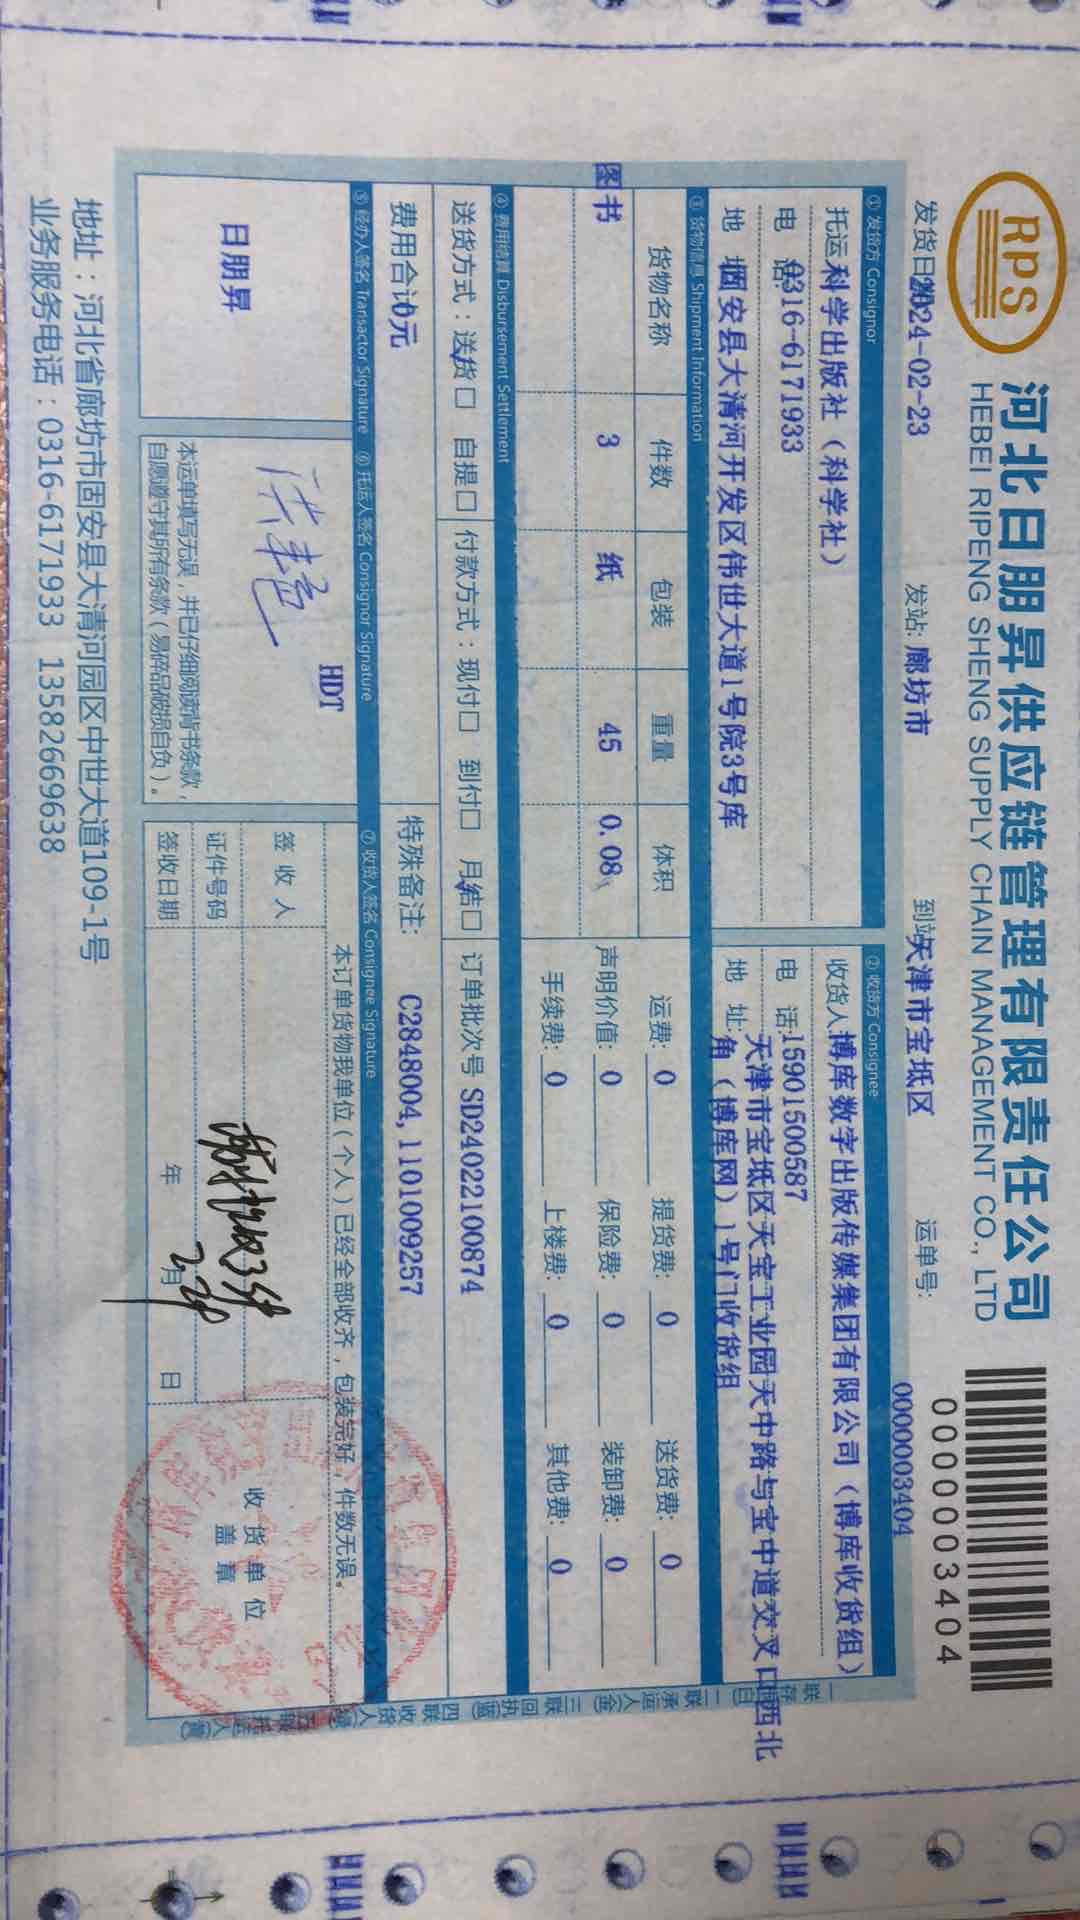 RPS
河北日朋昇供应链管理有限责任公司
HEBEI RIPENG SHENG SUPPLY CHAIN MANAGEMENT CO., LTD
0000003404
发货日期2024-02-23 发站: 廊坊市 到站天津市宝坻区 运单号: 0000003404
① 发货方 Consignor ② 收货方 Consignee
托运科学出版社（科学社） 收货人博库数字出版传媒集团有限公司（博库收货组）
电 话0316-6171933 电 话:15901500587
地 固安县大清河开发区伟世大道1号院3号库 地 址: 天津市宝坻区天宝工业园天中路与宝中道交叉口西北
角（博库网）1号门收货组
③ 货物信息 Shipment Information
货物名称 件数 包装 重量 体积 运费: 0 提货费: 0 送货费: 0
图书 3 纸 45 0.08 声明价值: 0 保险费: 0 装卸费: 0
手续费: 0 上楼费: 0 其他费: 0
④ 费用结算 Disbursement Settlement
送货方式：送货□ 自提□ 付款方式：现付□ 到付□ 月结□ 订单批次号 SD2402210087４
费用合计0元 特殊备注: C2848004,1101009257
⑤ 经办人签名 Transactor Signature ⑥ 托运人签名 Consignor Signature ⑦ 收货人签名 Consignee Signature
日朋昇 HDT 本订单货物我单位（个人）已经全部收齐，包装完好，件数无误。
签 收 人
证件号码
签收日期 年 月 日
收货单位
盖章
本运单填写无误，并已仔细阅读背书条款，
自愿遵守其所有条款（易碎品破损自负）。
地址：河北省廊坊市固安县大清河园区中世大道109-1号
业务服务电话：0316-6171933 13582669638